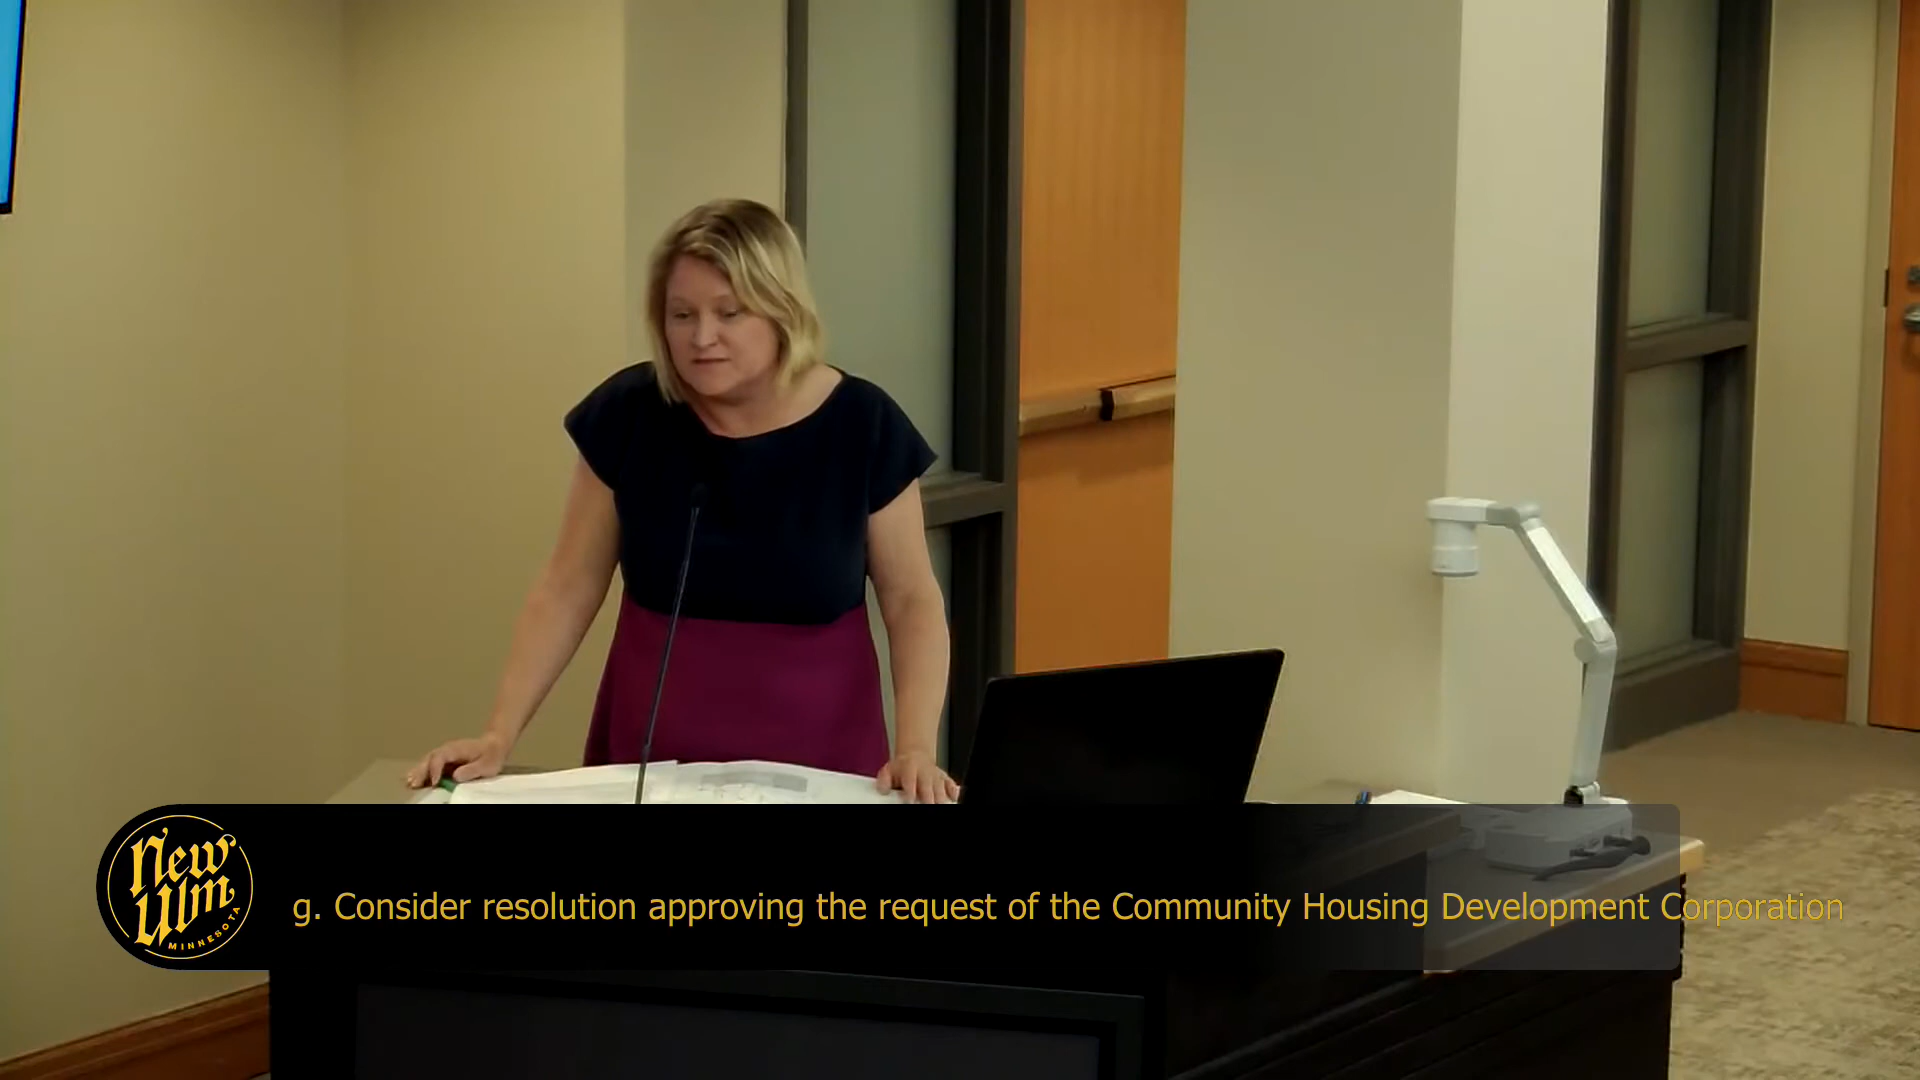 New
Ulm
MINNESOTA
g. Consider resolution approving the request of the Community Housing Development Corporation